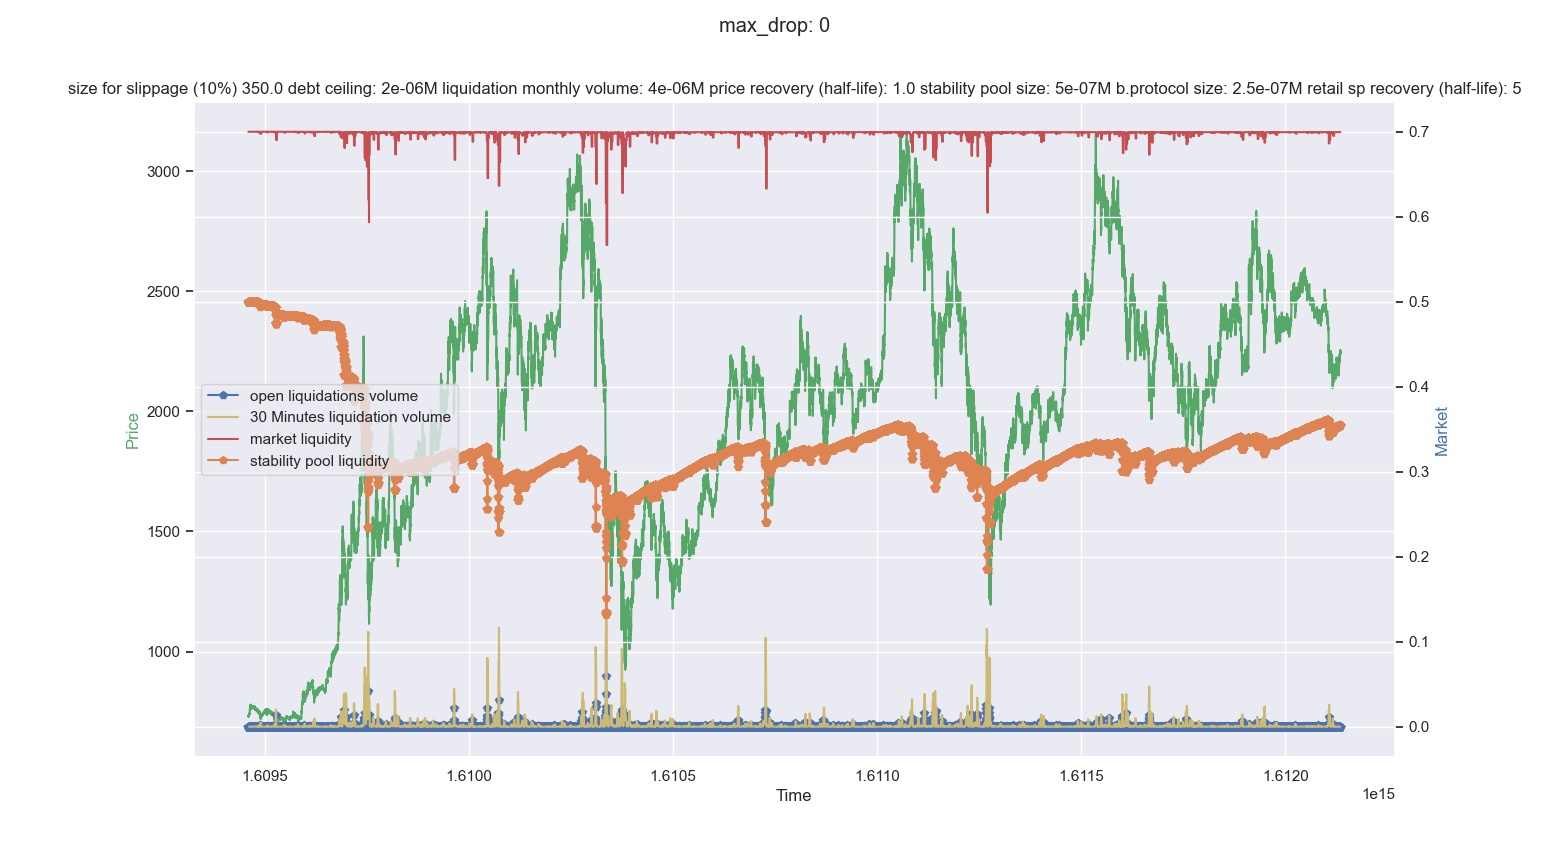 max_drop: 0
size for slippage (10%) 350.0 debt ceiling: 2e-06M liquidation monthly volume: 4e-06M price recovery (half-life): 1.0 stability pool size: 5e-07M b.protocol size: 2.5e-07M retail sp recovery (half-life): 5
3000
2500
2000
1500
1000
Price
open liquidations volume
30 Minutes liquidation volume
market liquidity
stability pool liquidity
0.7
0.6
0.5
0.4
0.3
0.2
0.1
0.0
Market
1.6095 1.6100 1.6105 1.6110 1.6115 1.6120
Time
1e15